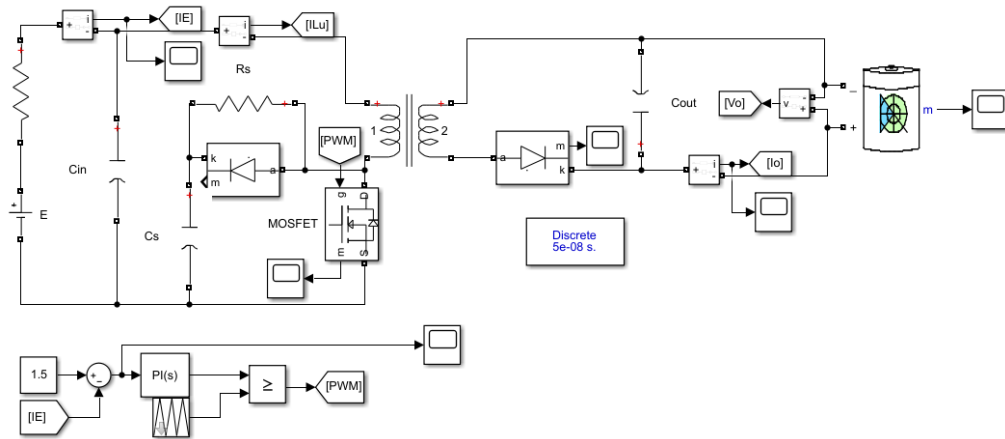 i
[IE]
i
[ILu]
+
-
+
-
Rs
Cout
[Vo]
v
-
+
m
[PWM]
1
2
Cin
k
m
a
a
m
k
i
[Io]
+
-
MOSFET
g
D
m
S
E
Cs
Discrete
5e-08 s.
1.5
PI(s)
≥
[PWM]
[IE]